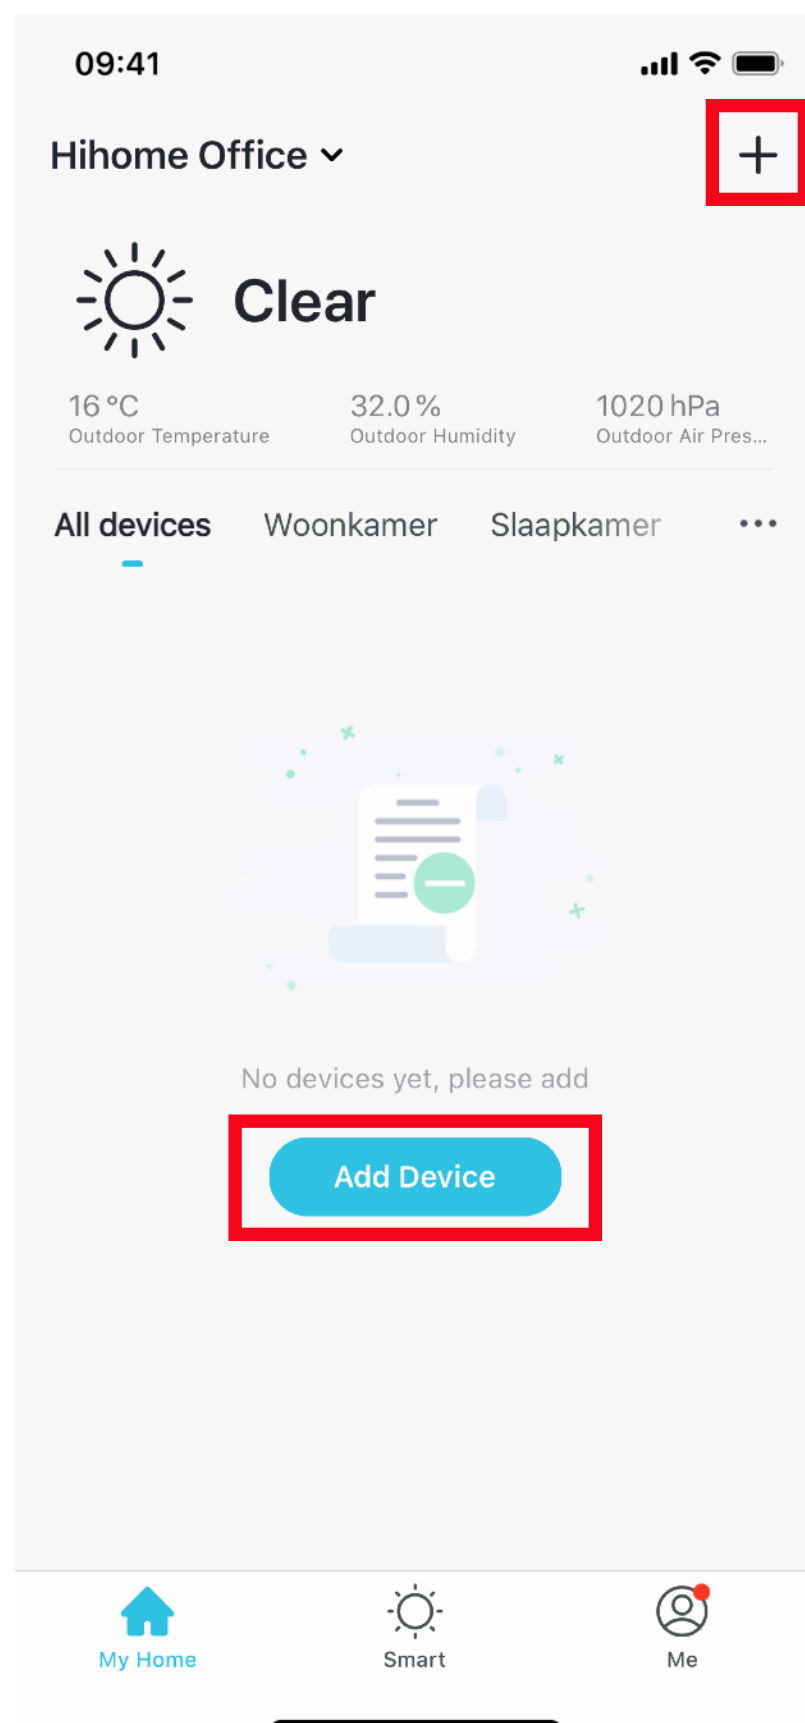 09:41
Hihome Office
Clear
16 °C 32.0 % 1020 hPa
Outdoor Temperature Outdoor Humidity Outdoor Air Pres...
All devices Woonkamer Slaapkamer
No devices yet, please add
Add Device
My Home Smart Me